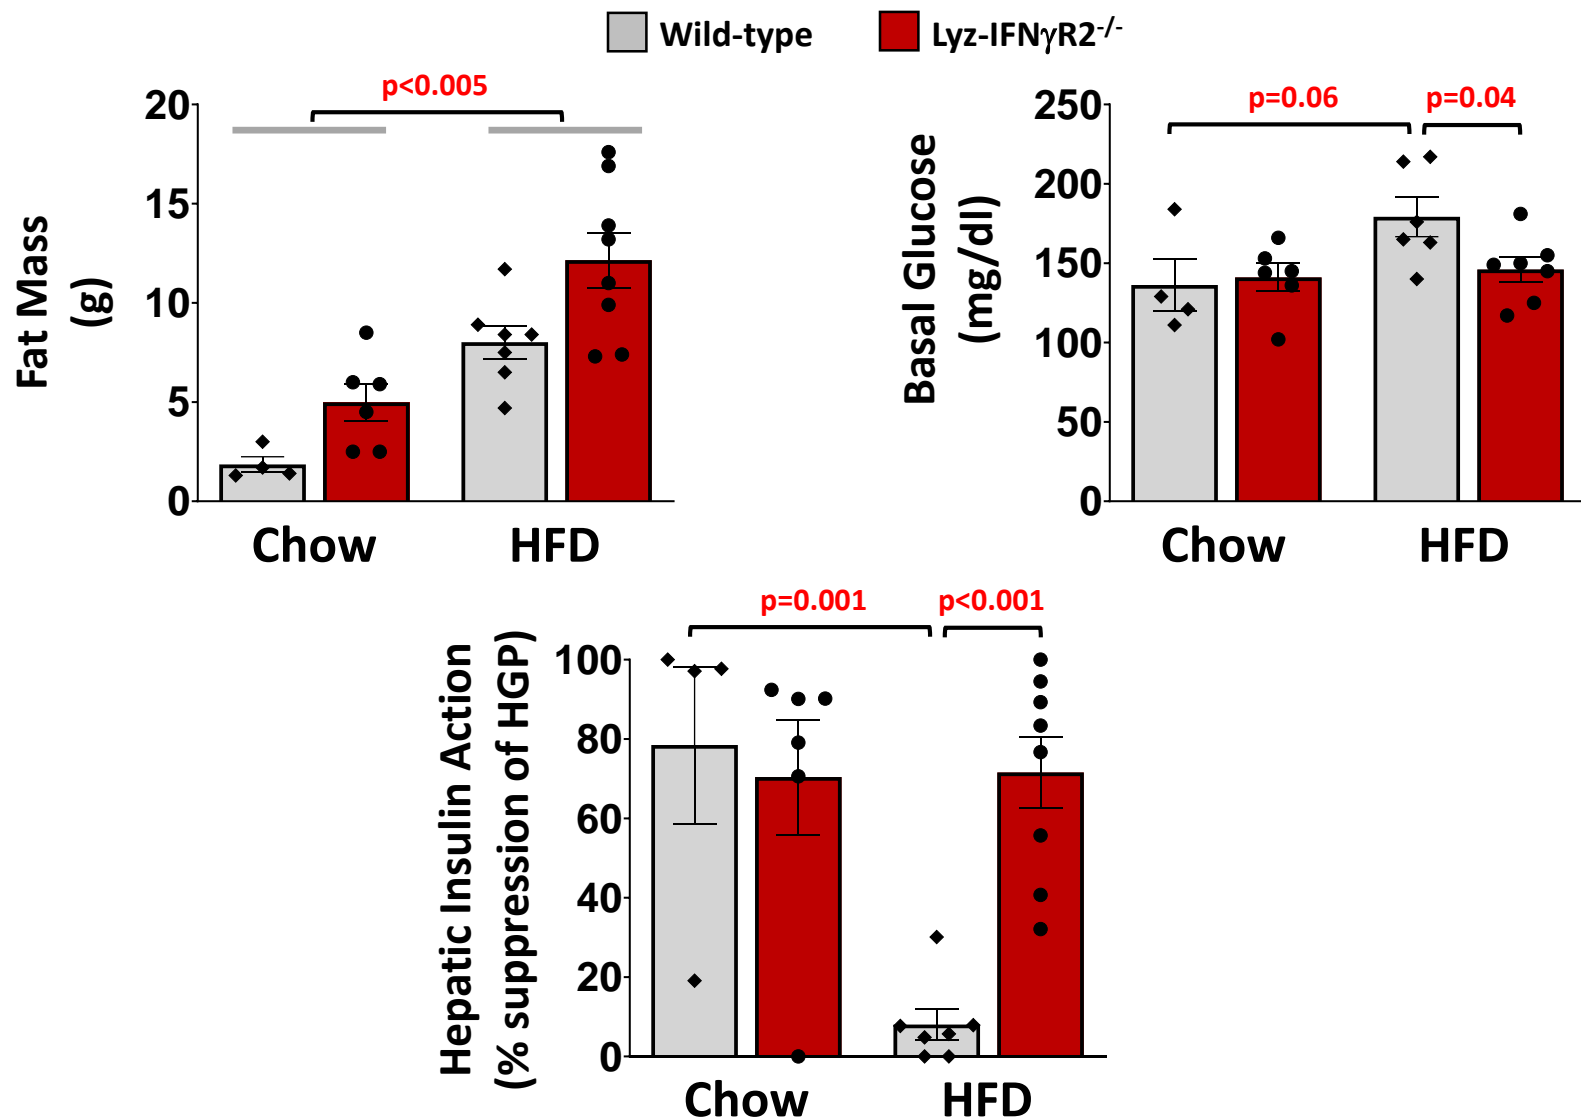 Wild-type
Lyz-IFNγR2-/-
p<0.005
20
15
10
5
0
Fat Mass
(g)
Chow
HFD
p=0.06
p=0.04
250
200
150
100
50
0
Basal Glucose
(mg/dl)
Chow
HFD
p=0.001
p<0.001
100
80
60
40
20
0
Hepatic Insulin Action
(% suppression of HGP)
Chow
HFD